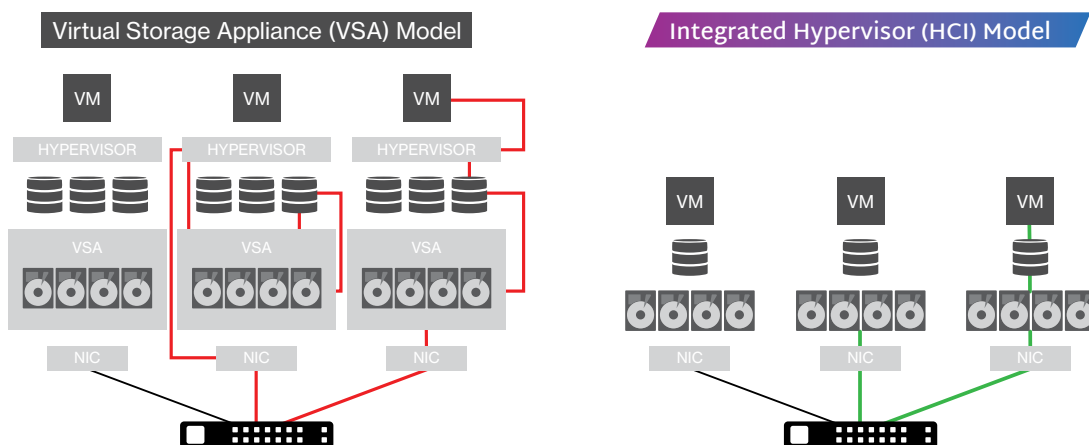 Virtual Storage Appliance (VSA) Model
Integrated Hypervisor (HCI) Model
VM VM VM
HYPERVISOR HYPERVISOR HYPERVISOR
VM VM VM
VSA VSA VSA
NIC NIC NIC
NIC NIC NIC